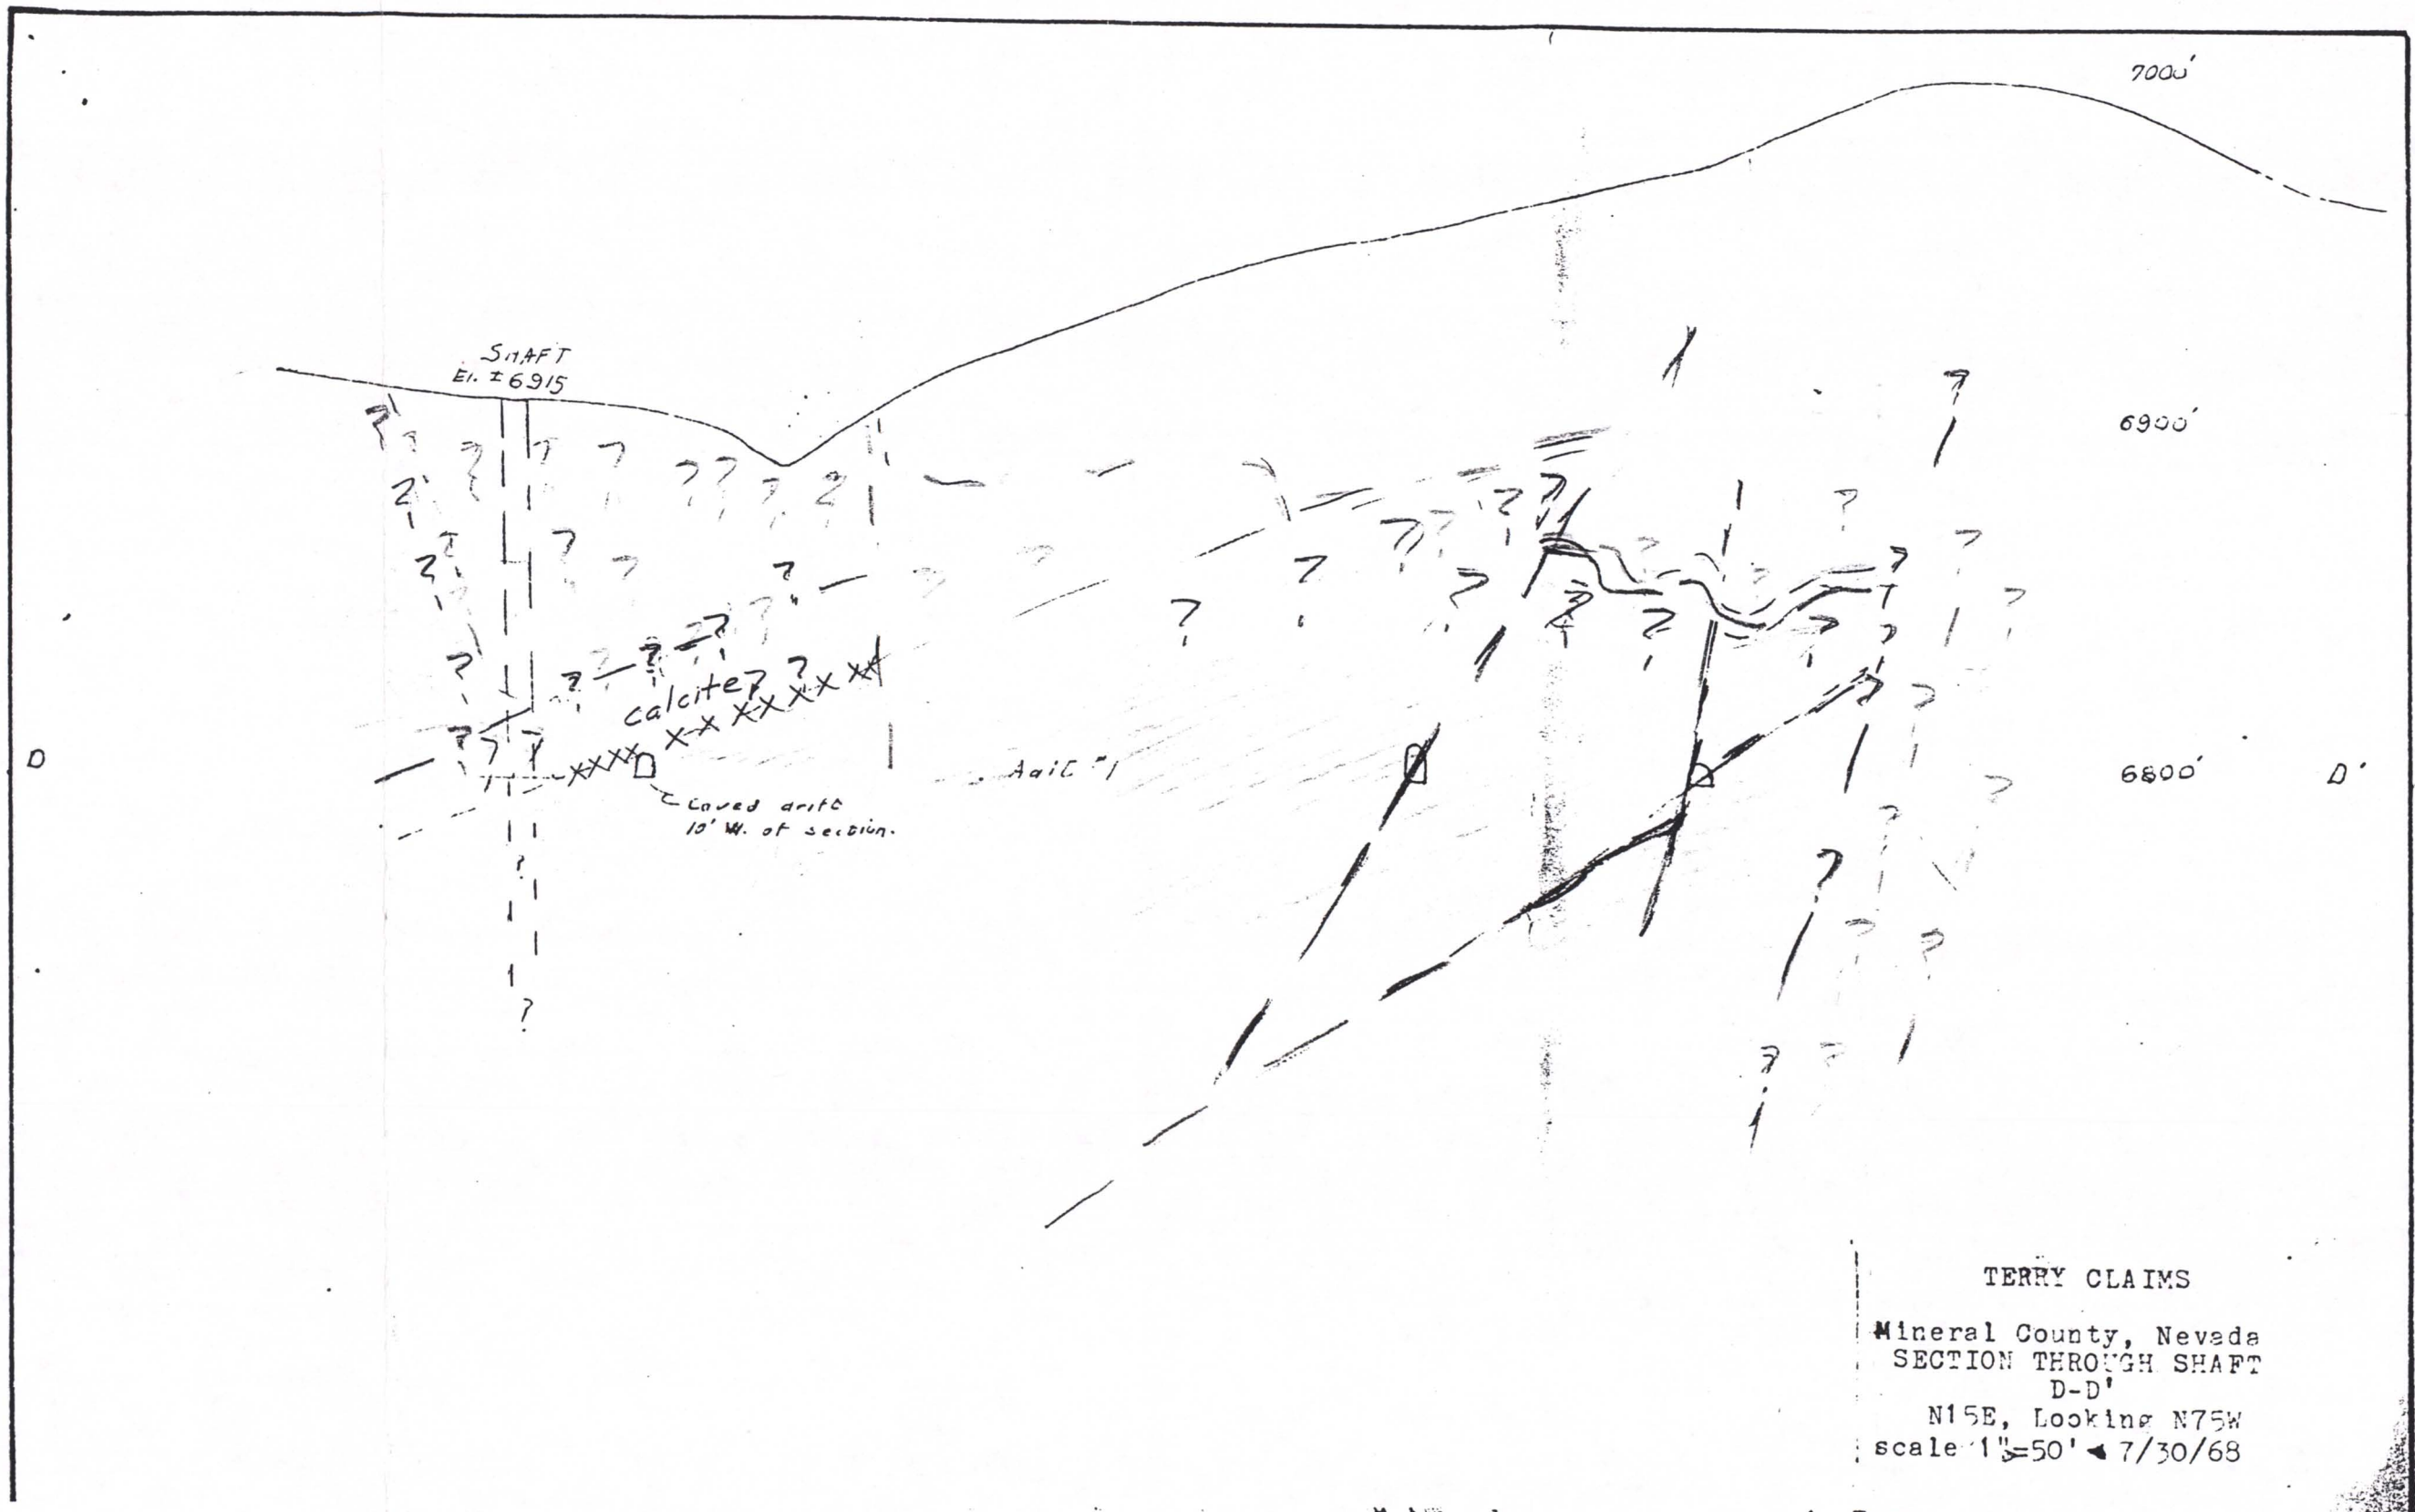 7000'
SHAFT
El. ±6915
6900'
calcite? ?
D
Adit #1
6800'
D'
Caved drift
10' W. of section.
TERRY CLAIMS
Mineral County, Nevada
SECTION THROUGH SHAFT
D-D'
N15E, Looking N75W
scale 1"=50' 7/30/68